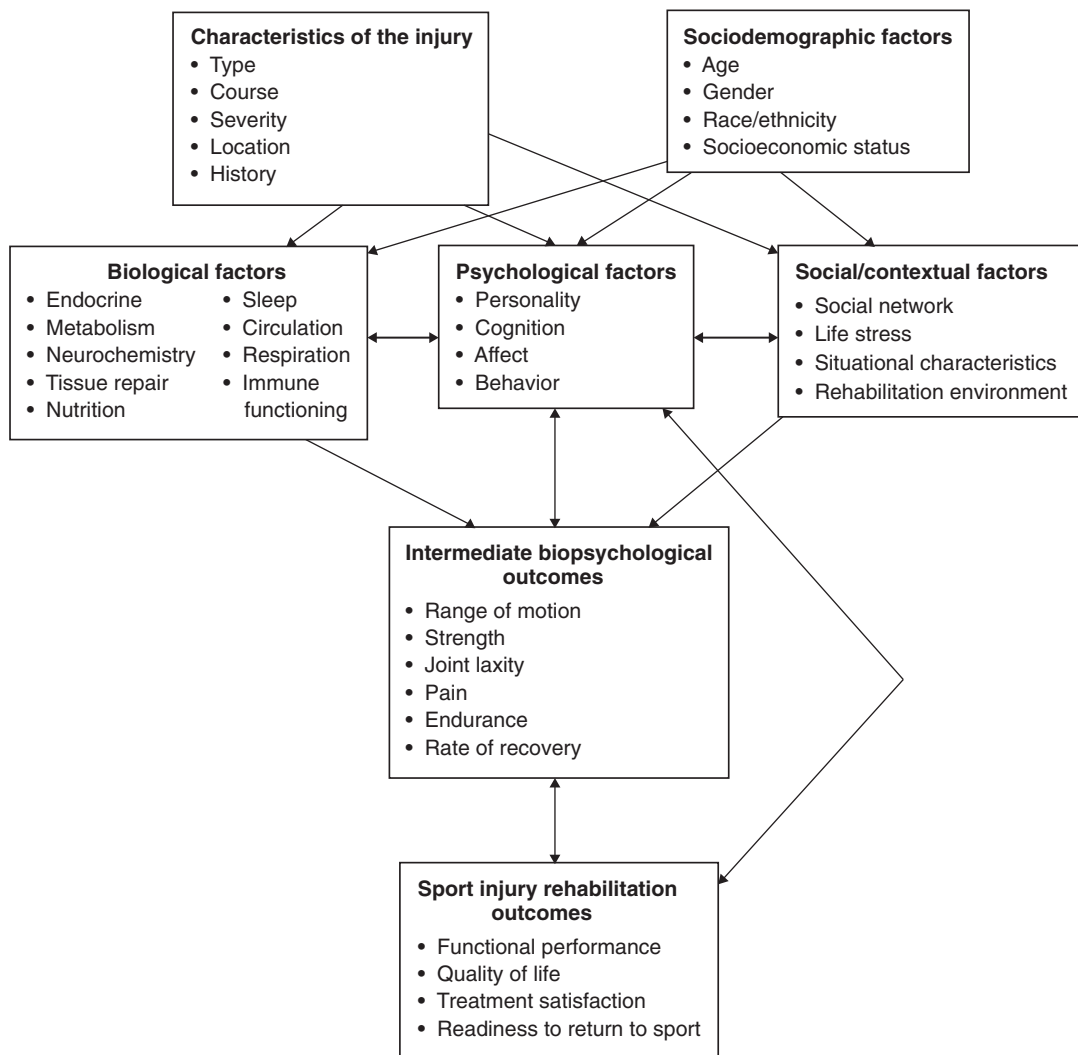 Characteristics of the injury
• Type
• Course
• Severity
• Location
• History
Sociodemographic factors
• Age
• Gender
• Race/ethnicity
• Socioeconomic status
Biological factors
• Endocrine
• Metabolism
• Neurochemistry
• Tissue repair
• Nutrition
• Sleep
• Circulation
• Respiration
• Immune
functioning
Psychological factors
• Personality
• Cognition
• Affect
• Behavior
Social/contextual factors
• Social network
• Life stress
• Situational characteristics
• Rehabilitation environment
Intermediate biopsychological
outcomes
• Range of motion
• Strength
• Joint laxity
• Pain
• Endurance
• Rate of recovery
Sport injury rehabilitation
outcomes
• Functional performance
• Quality of life
• Treatment satisfaction
• Readiness to return to sport